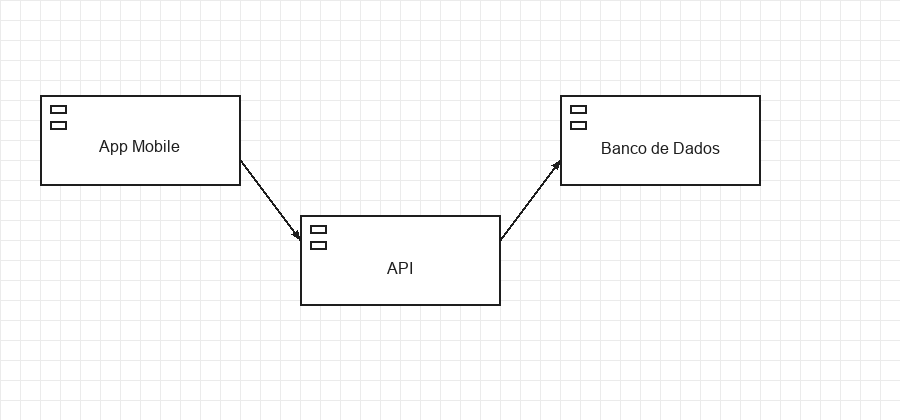 App Mobile
Banco de Dados
API